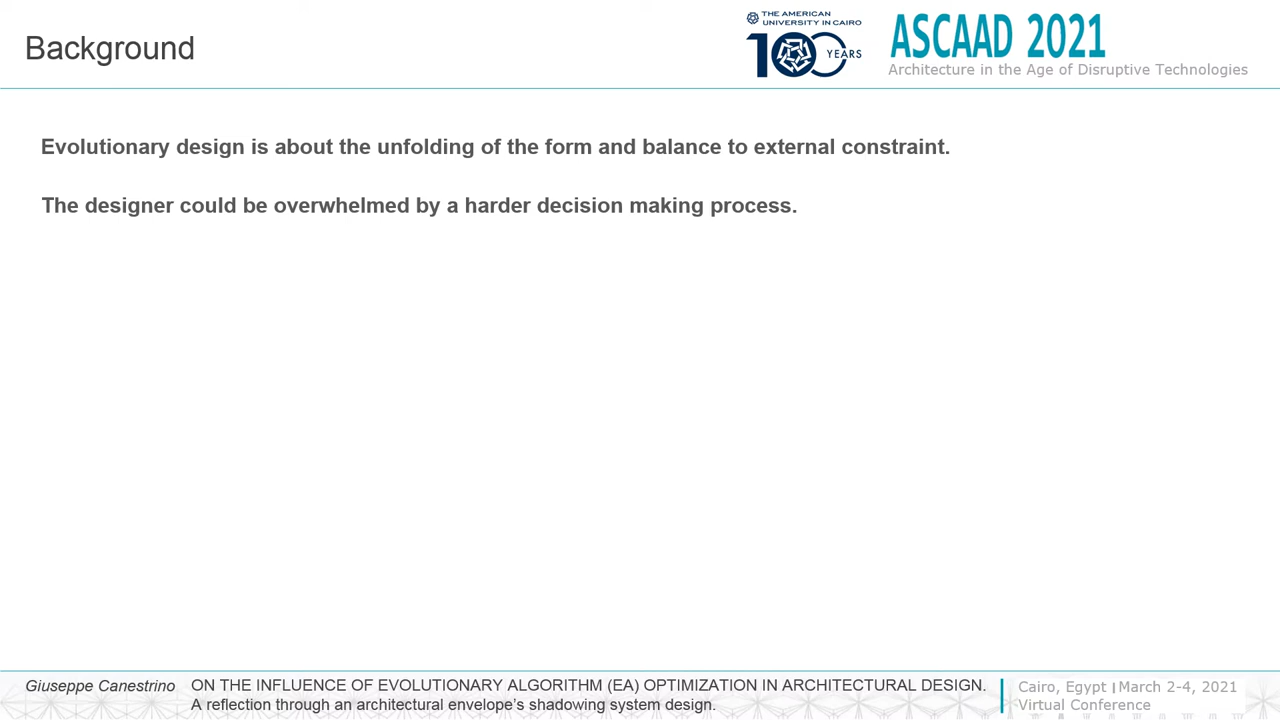 Background
THE AMERICAN
UNIVERSITY IN CAIRO
100 YEARS
ASCAAD 2021
Architecture in the Age of Disruptive Technologies
Evolutionary design is about the unfolding of the form and balance to external constraint.
The designer could be overwhelmed by a harder decision making process.
Giuseppe Canestrino
ON THE INFLUENCE OF EVOLUTIONARY ALGORITHM (EA) OPTIMIZATION IN ARCHITECTURAL DESIGN.
A reflection through an architectural envelope's shadowing system design.
Cairo, Egypt | March 2-4, 2021
Virtual Conference